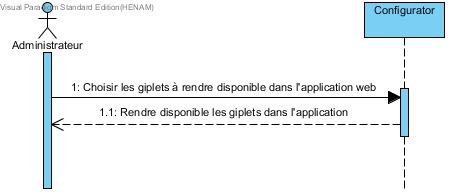 Visual Paradigm Standard Edition(HENAM)
Configurator
Administrateur
1: Choisir les giplets à rendre disponible dans l'application web
1.1: Rendre disponible les giplets dans l'application